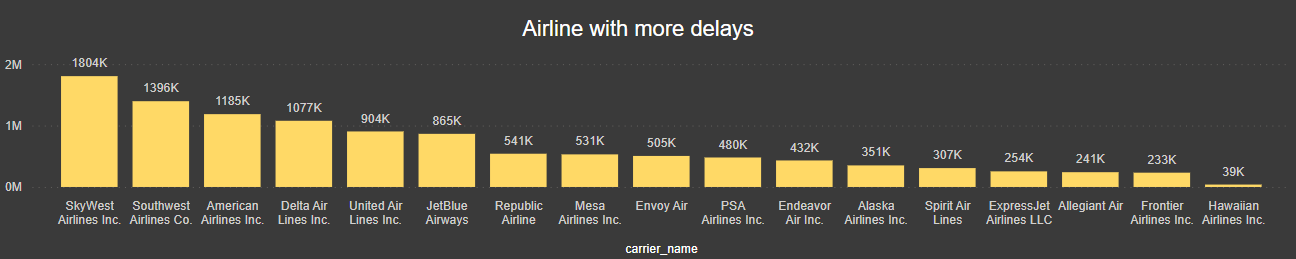 Airline with more delays
2M
1M
0M
1804K
1396K
1185K
1077K
904K
865K
541K
531K
505K
480K
432K
351K
307K
254K
241K
233K
39K
SkyWest
Airlines Inc.
Southwest
Airlines Co.
American
Airlines Inc.
Delta Air
Lines Inc.
United Air
Lines Inc.
JetBlue
Airways
Republic
Airline
Mesa
Airlines Inc.
Envoy Air
PSA
Airlines Inc.
Endeavor
Air Inc.
Alaska
Airlines Inc.
Spirit Air
Lines
ExpressJet
Airlines LLC
Allegiant Air
Frontier
Airlines Inc.
Hawaiian
Airlines Inc.
carrier_name